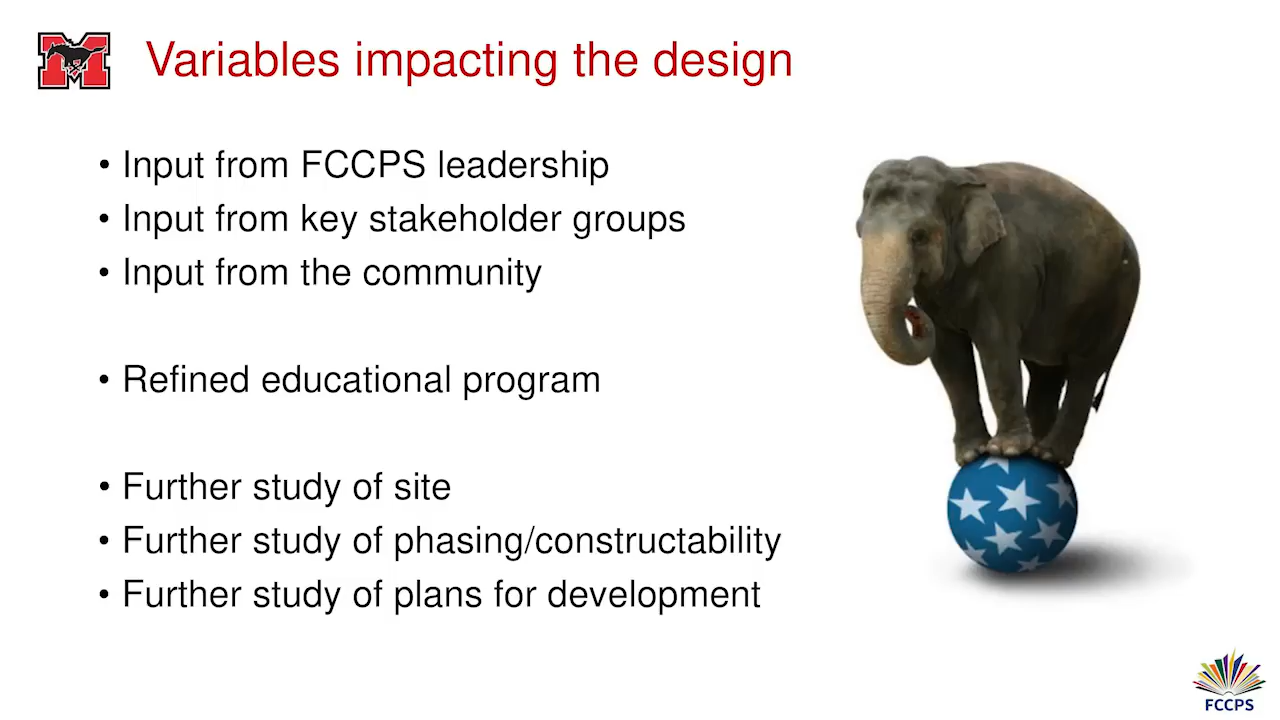 M
Variables impacting the design
• Input from FCCPS leadership
• Input from key stakeholder groups
• Input from the community
• Refined educational program
• Further study of site
• Further study of phasing/constructability
• Further study of plans for development
FCCPS